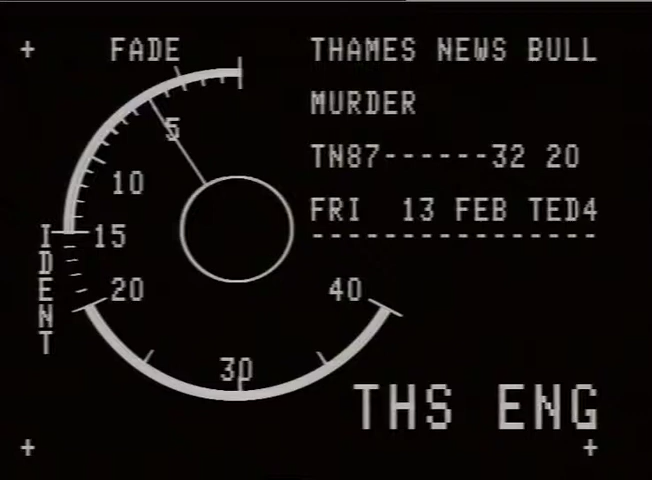 FADE
THAMES NEWS BULL
MURDER
TN87------32 20
FRI 13 FEB TED4
----------------
5
10
15
20
30
40
IDENT
THS ENG